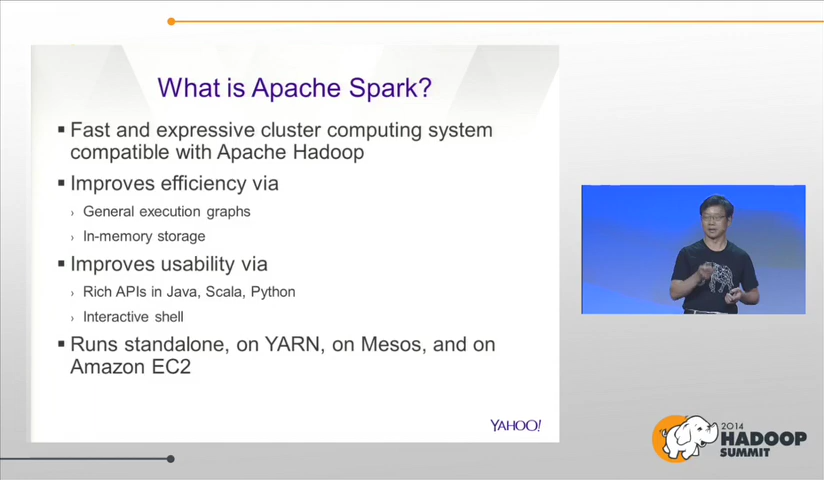 What is Apache Spark?
▪ Fast and expressive cluster computing system
compatible with Apache Hadoop
▪ Improves efficiency via
› General execution graphs
› In-memory storage
▪ Improves usability via
› Rich APIs in Java, Scala, Python
› Interactive shell
▪ Runs standalone, on YARN, on Mesos, and on
Amazon EC2
YAHOO!
2014
HADOOP
SUMMIT